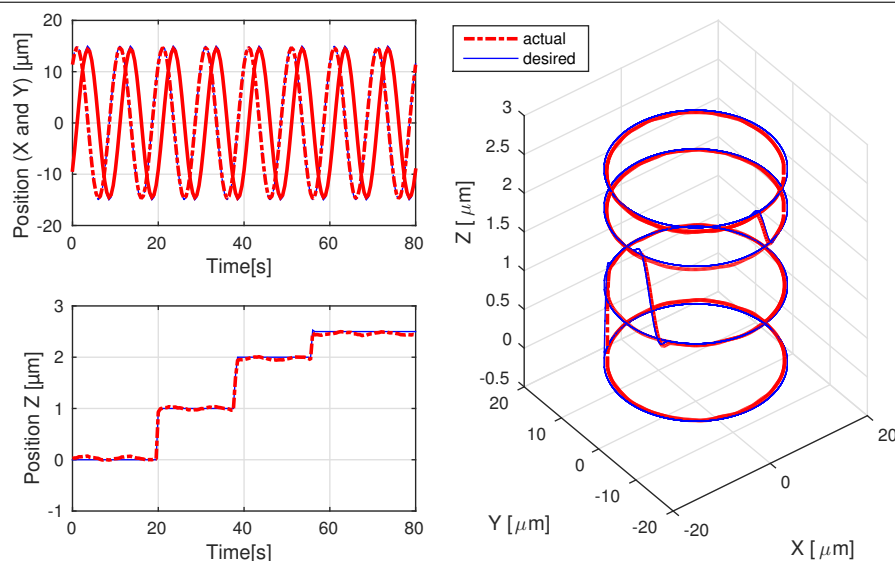 20
10
0
-10
-20
Position (X and Y) [µm]
0 20 40 60 80
Time[s]
3
2
1
0
-1
Position Z [µm]
0 20 40 60 80
Time[s]
actual
desired
3
2.5
2
1.5
1
0.5
0
-0.5
Z [ µm]
20
10
0
-10
-20
Y [ µm]
-20
0
20
X [ µm]